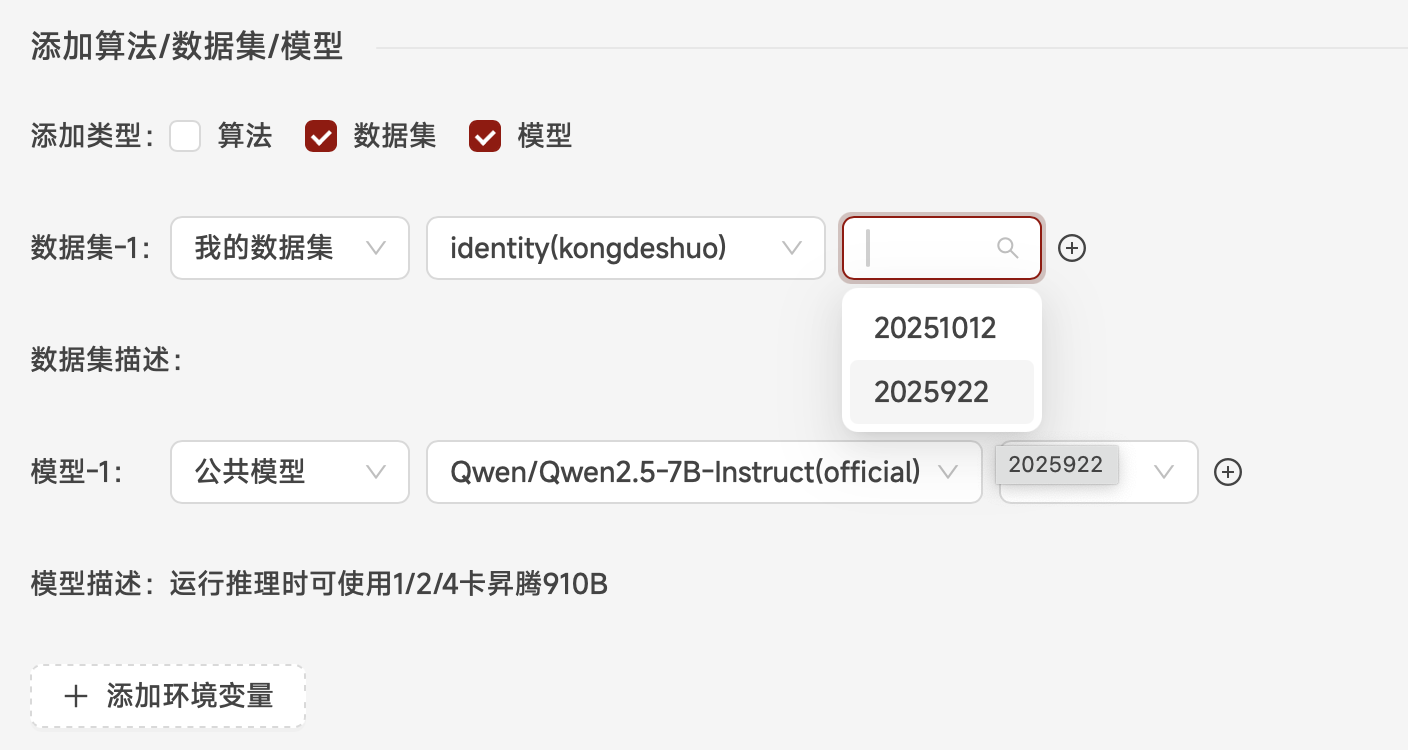 添加算法/数据集/模型
添加类型： 算法 数据集 模型
数据集-1： 我的数据集 identity(kongdeshuo)
20251012
2025922
数据集描述：
模型-1： 公共模型 Qwen/Qwen2.5-7B-Instruct(official) 2025922
模型描述：运行推理时可使用1/2/4卡昇腾910B
添加环境变量